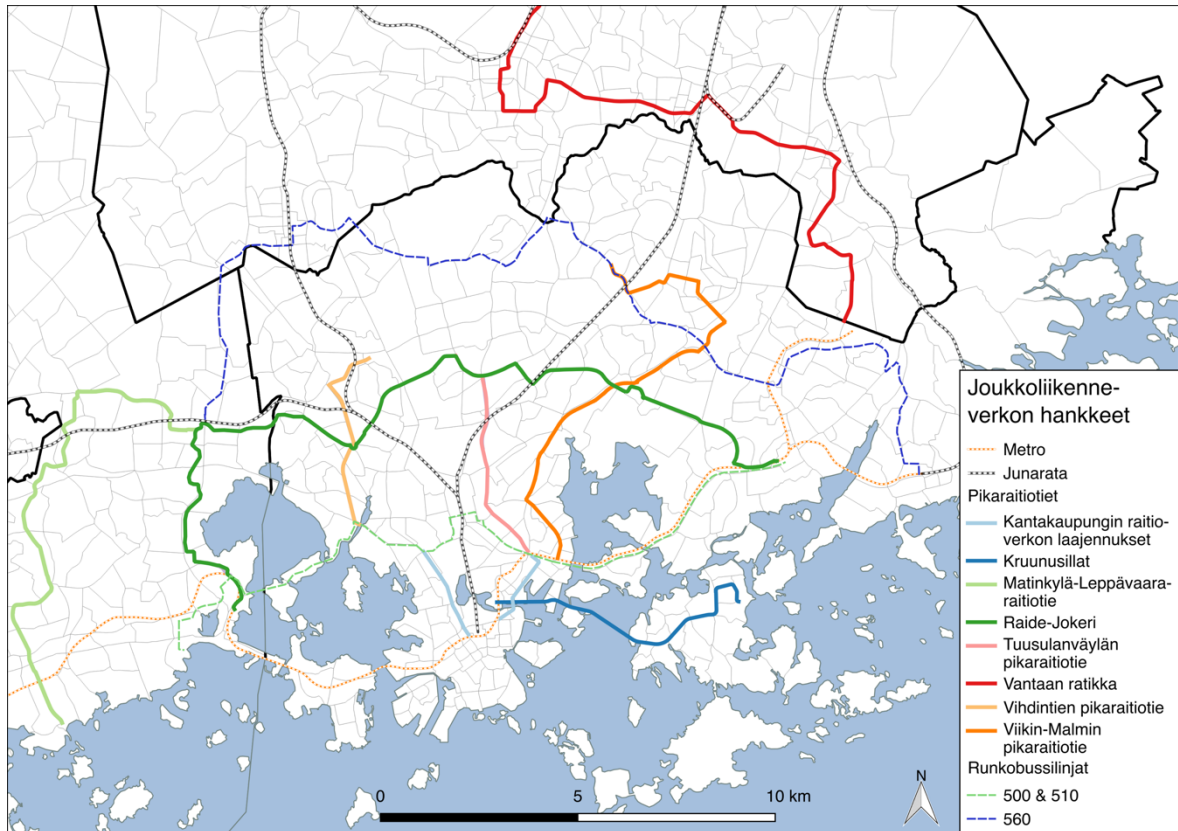 Joukkoliikenne-
verkon hankkeet
Metro
Junarata
Pikaraitiotiet
Kantakaupungin raitio-
verkon laajennukset
Kruunusillat
Matinkylä-Leppävaara-
raitiotie
Raide-Jokeri
Tuusulanväylän
pikaraitiotie
Vantaan ratikka
Vihdintien pikaraitiotie
Viikin-Malmin
pikaraitiotie
Runkobussilinjat
500 & 510
560
N
0 5 10 km